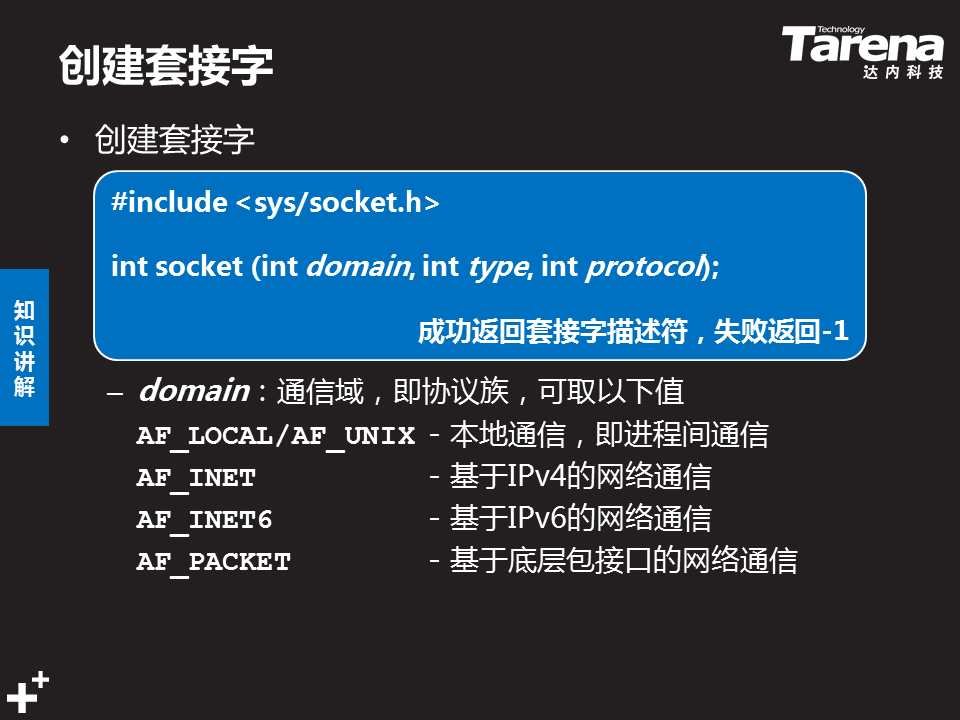 创建套接字
Technology
Tarena
达内科技
• 创建套接字
#include <sys/socket.h>
int socket (int domain, int type, int protocol);
成功返回套接字描述符，失败返回-1
知识讲解
– domain：通信域，即协议族，可取以下值
AF_LOCAL/AF_UNIX - 本地通信，即进程间通信
AF_INET - 基于IPv4的网络通信
AF_INET6 - 基于IPv6的网络通信
AF_PACKET - 基于底层包接口的网络通信